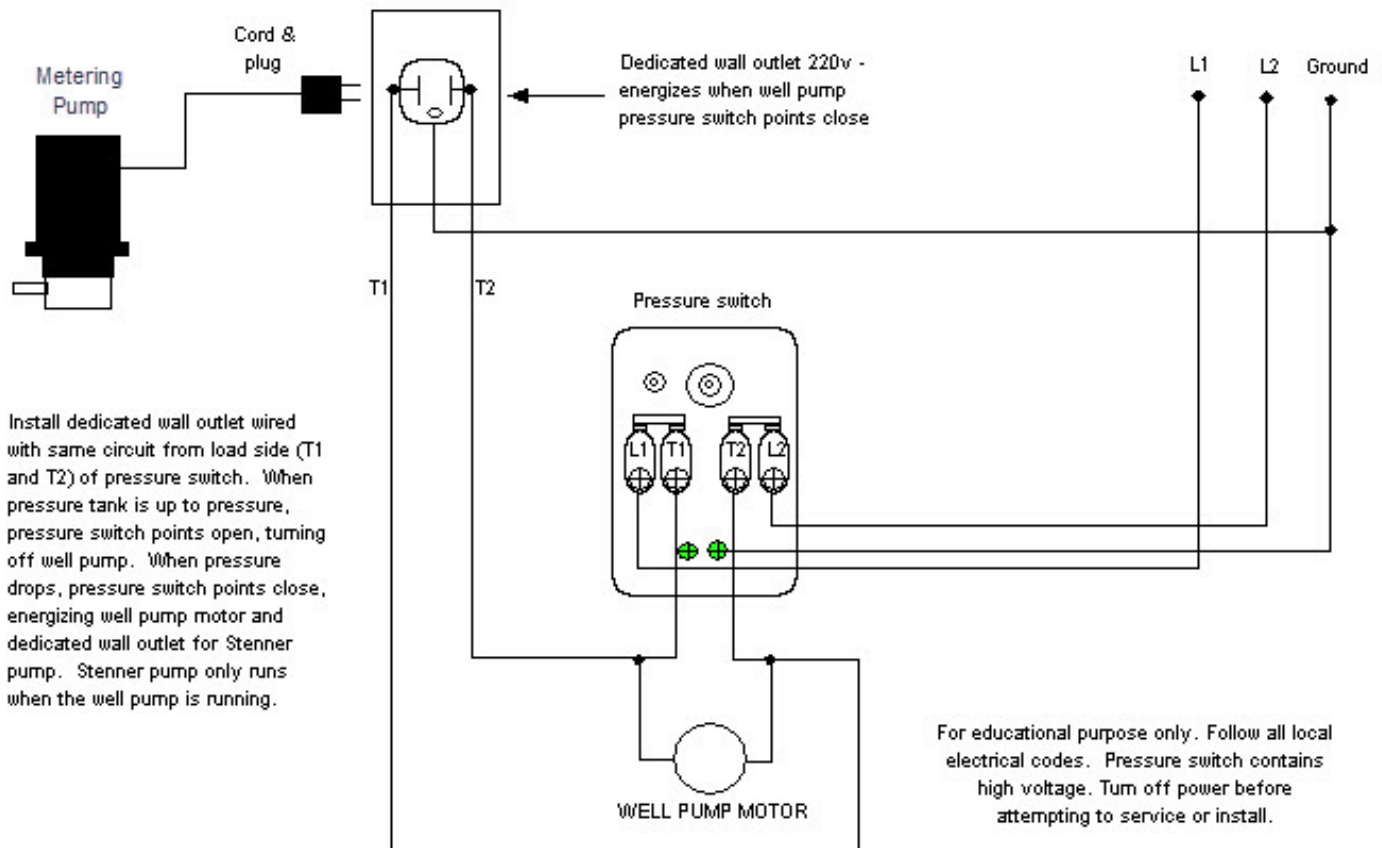 Cord &
plug
Metering
Pump
Dedicated wall outlet 220v -
energizes when well pump
pressure switch points close
L1
L2
Ground
T1
T2
Pressure switch
L1
T1
T2
L2
Install dedicated wall outlet wired
with same circuit from load side (T1
and T2) of pressure switch. When
pressure tank is up to pressure,
pressure switch points open, turning
off well pump. When pressure
drops, pressure switch points close,
energizing well pump motor and
dedicated wall outlet for Stenner
pump. Stenner pump only runs
when the well pump is running.
WELL PUMP MOTOR
For educational purpose only. Follow all local
electrical codes. Pressure switch contains
high voltage. Turn off power before
attempting to service or install.